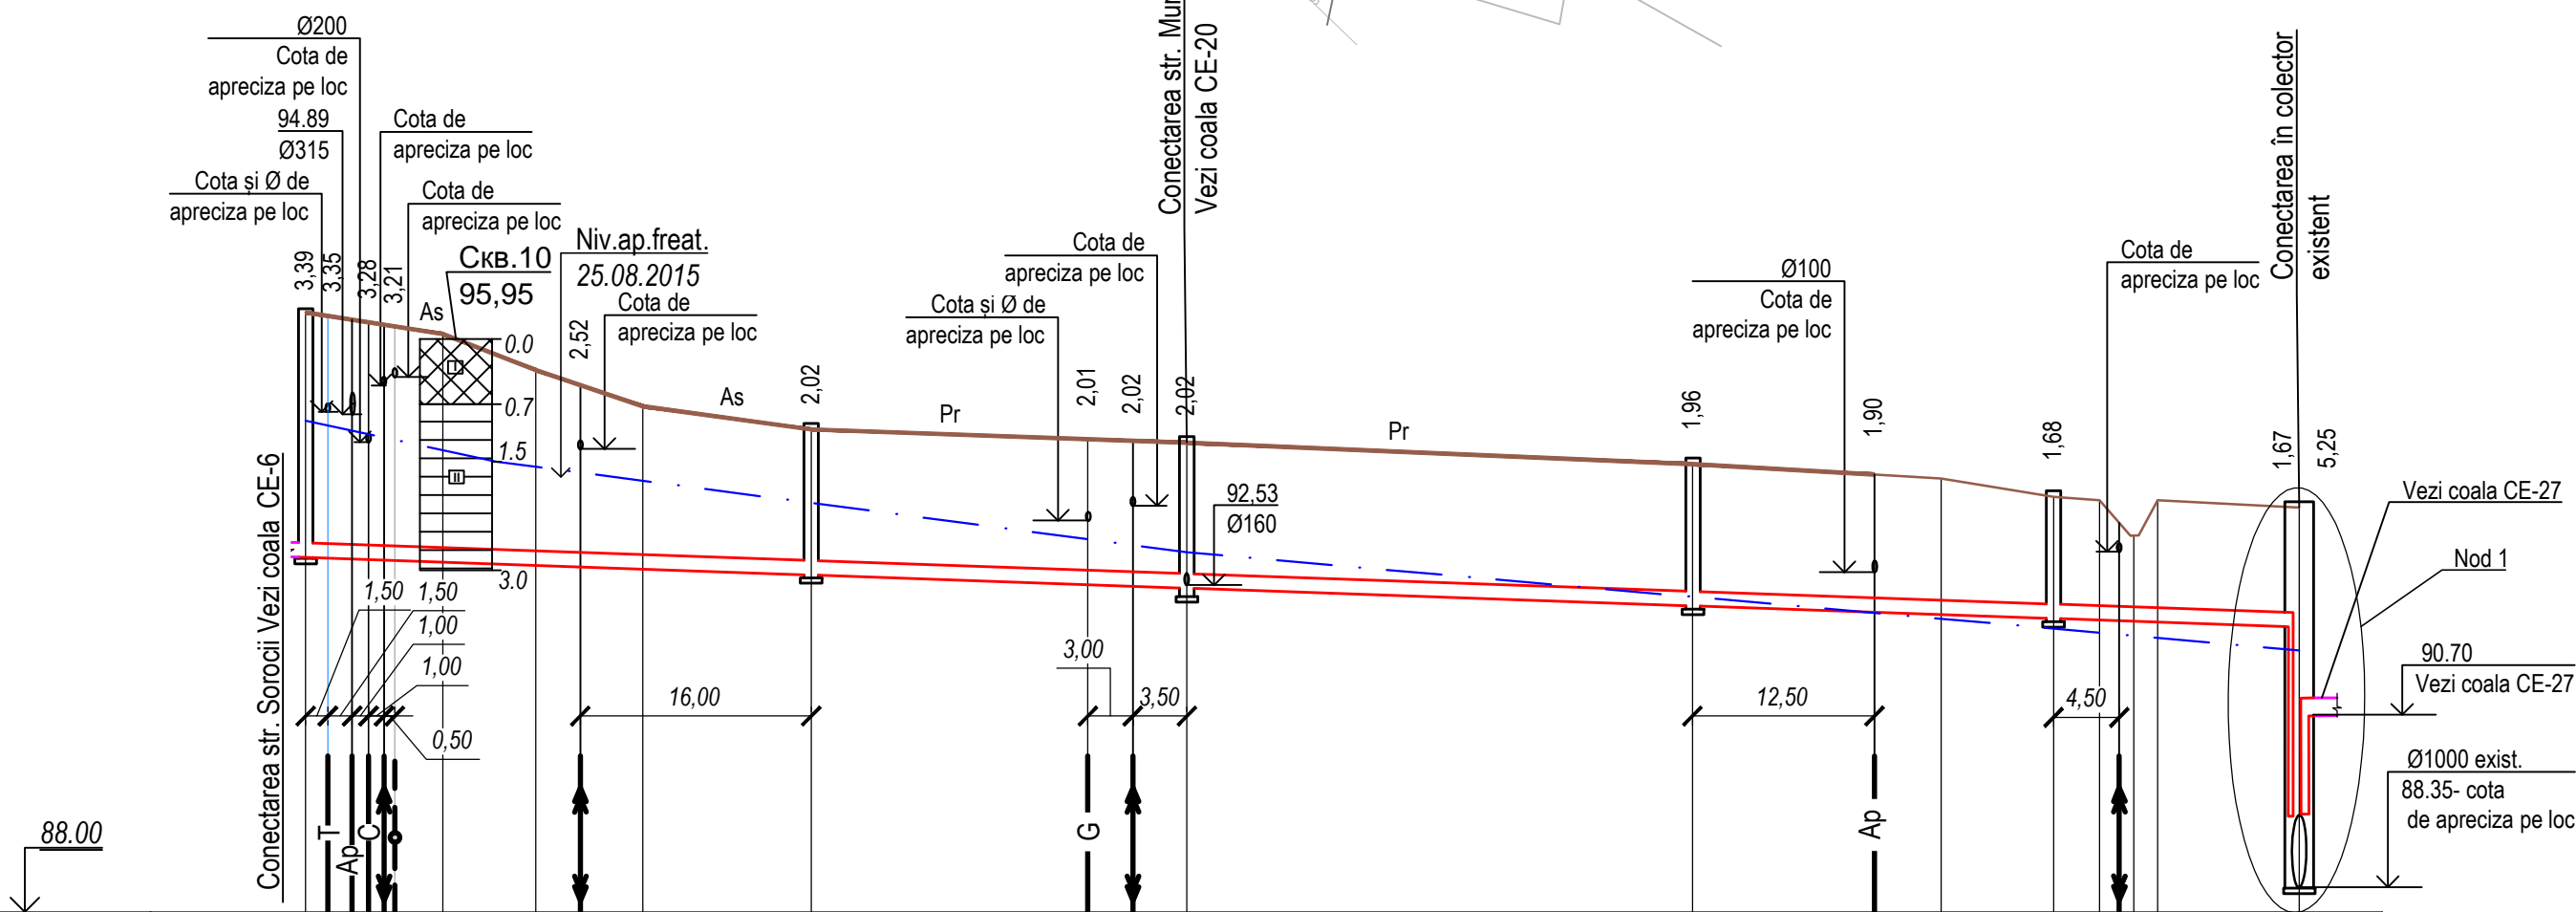 Ø200
Cota de
apreciza pe loc
94.89
Ø315
Cota de
apreciza pe loc
Cota și Ø de
apreciza pe loc
Cota de
apreciza pe loc
3,39
3,35
3,28
3,21
Скв.10
95,95
As
Niv.ap.freat.
25.08.2015
2,52
Cota de
apreciza pe loc
0.0
I
0.7
1.5
II
3.0
As
2,02
Pr
Cota și Ø de
apreciza pe loc
Cota de
apreciza pe loc
2,01
2,02
2,02
Conectarea str.
Vezi coala CE-20
92,53
Ø160
Pr
Ø100
Cota de
apreciza pe loc
1,96
1,90
1,68
Cota de
apreciza pe loc
Conectarea în colector
existent
1,67
5,25
Vezi coala CE-27
Nod 1
90.70
Vezi coala CE-27
Ø1000 exist.
88.35- cota
de apreciza pe loc
Conectarea str. Sorocii Vezi coala CE-6
1,50
1,50
1,00
1,00
0,50
16,00
3,00
3,50
12,50
4,50
T
Ap
C
G
Ap
88.00